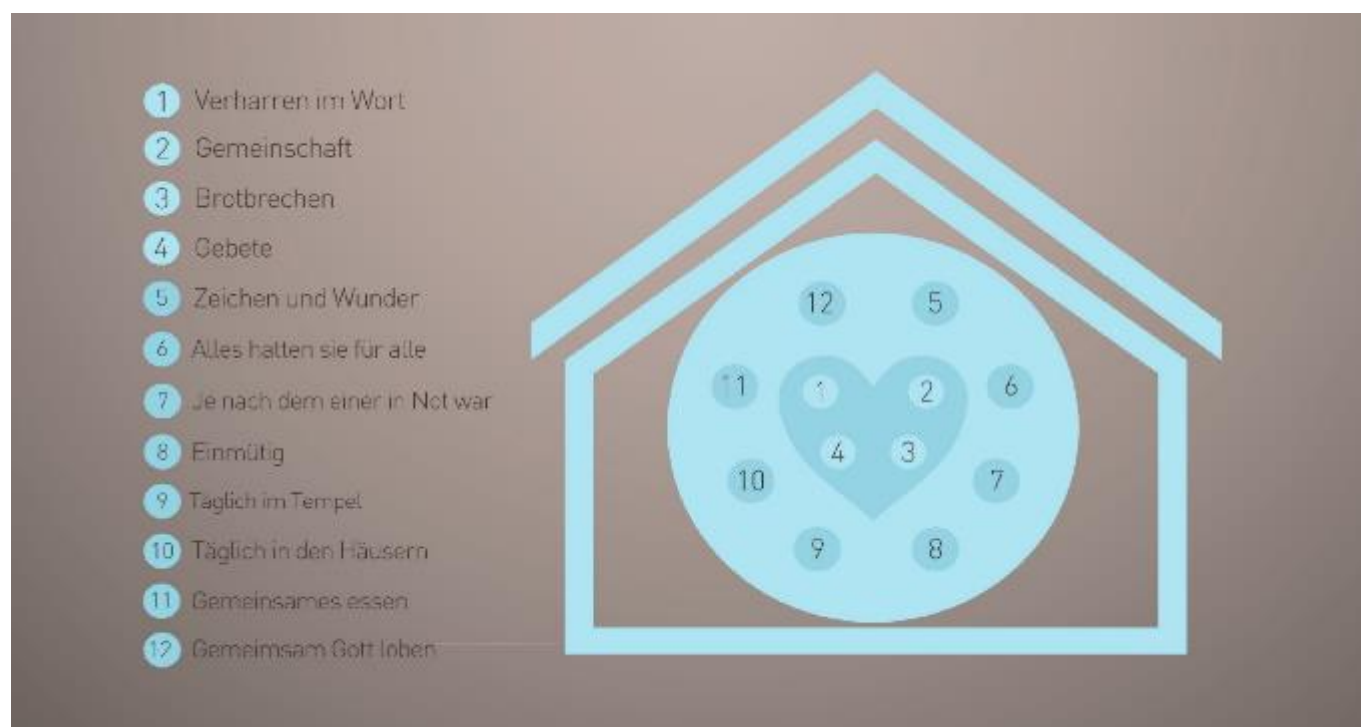 1 Verharren im Wort
2 Gemeinschaft
3 Brotbrechen
4 Gebete
5 Zeichen und Wunder
6 Alles hatten sie für alle
7 Je nach dem einer in Not war
8 Einmütig
9 Täglich im Tempel
10 Täglich in den Häusern
11 Gemeinsames essen
12 Gemeimsam Gott loben
12 5
11 1 2 6
4 3
10 7
9 8